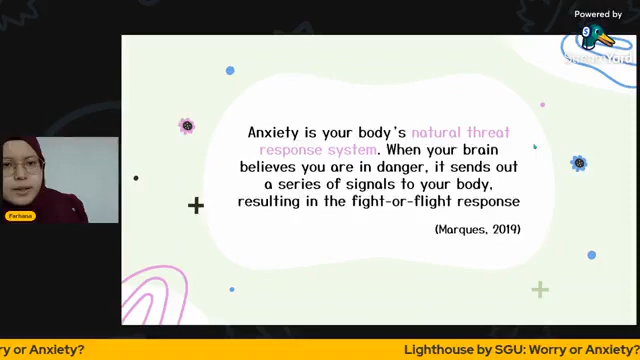 Powered by
StreamYard
Anxiety is your body's natural threat
response system. When your brain
believes you are in danger, it sends out
a series of signals to your body,
resulting in the fight-or-flight response
(Marques, 2019)
Farhana
ry or Anxiety?
Lighthouse by SGU: Worry or Anxiety?